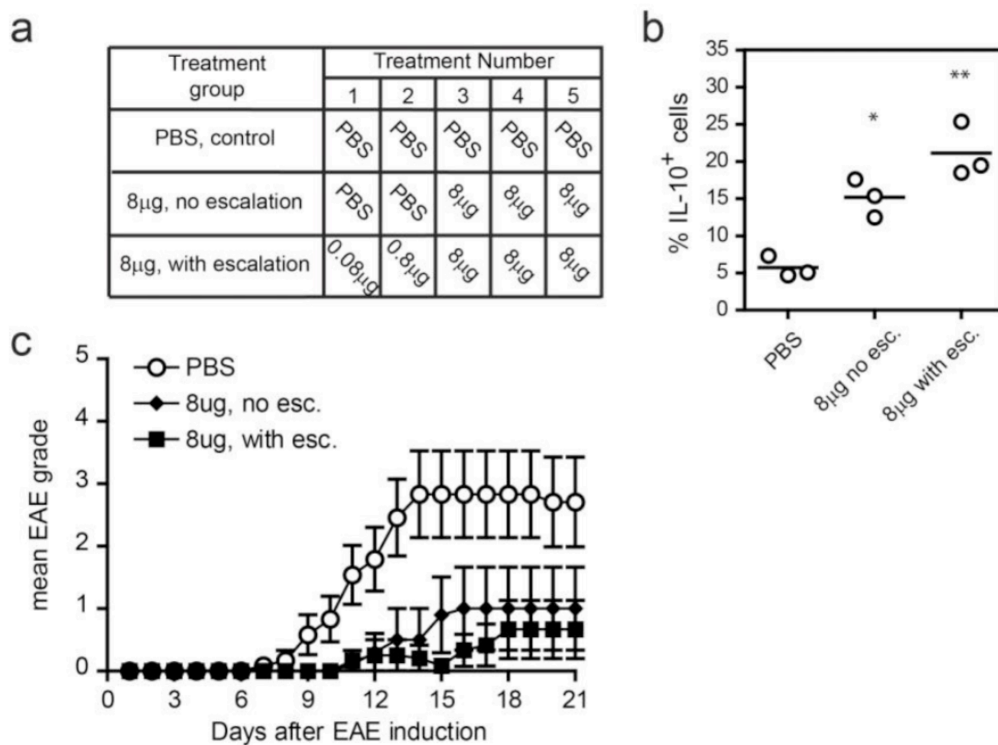 a
Treatment group
Treatment Number
1 2 3 4 5
PBS, control PBS PBS PBS PBS PBS
8µg, no escalation PBS PBS 8µg 8µg 8µg
8µg, with escalation 0.08µg 0.8µg 8µg 8µg 8µg
b
35
30
25
20
15
10
5
0
% IL-10+ cells
*
**
PBS
8µg no esc.
8µg with esc.
c
5
4
3
2
1
0
mean EAE grade
PBS
8ug, no esc.
8ug, with esc.
0 3 6 9 12 15 18 21
Days after EAE induction